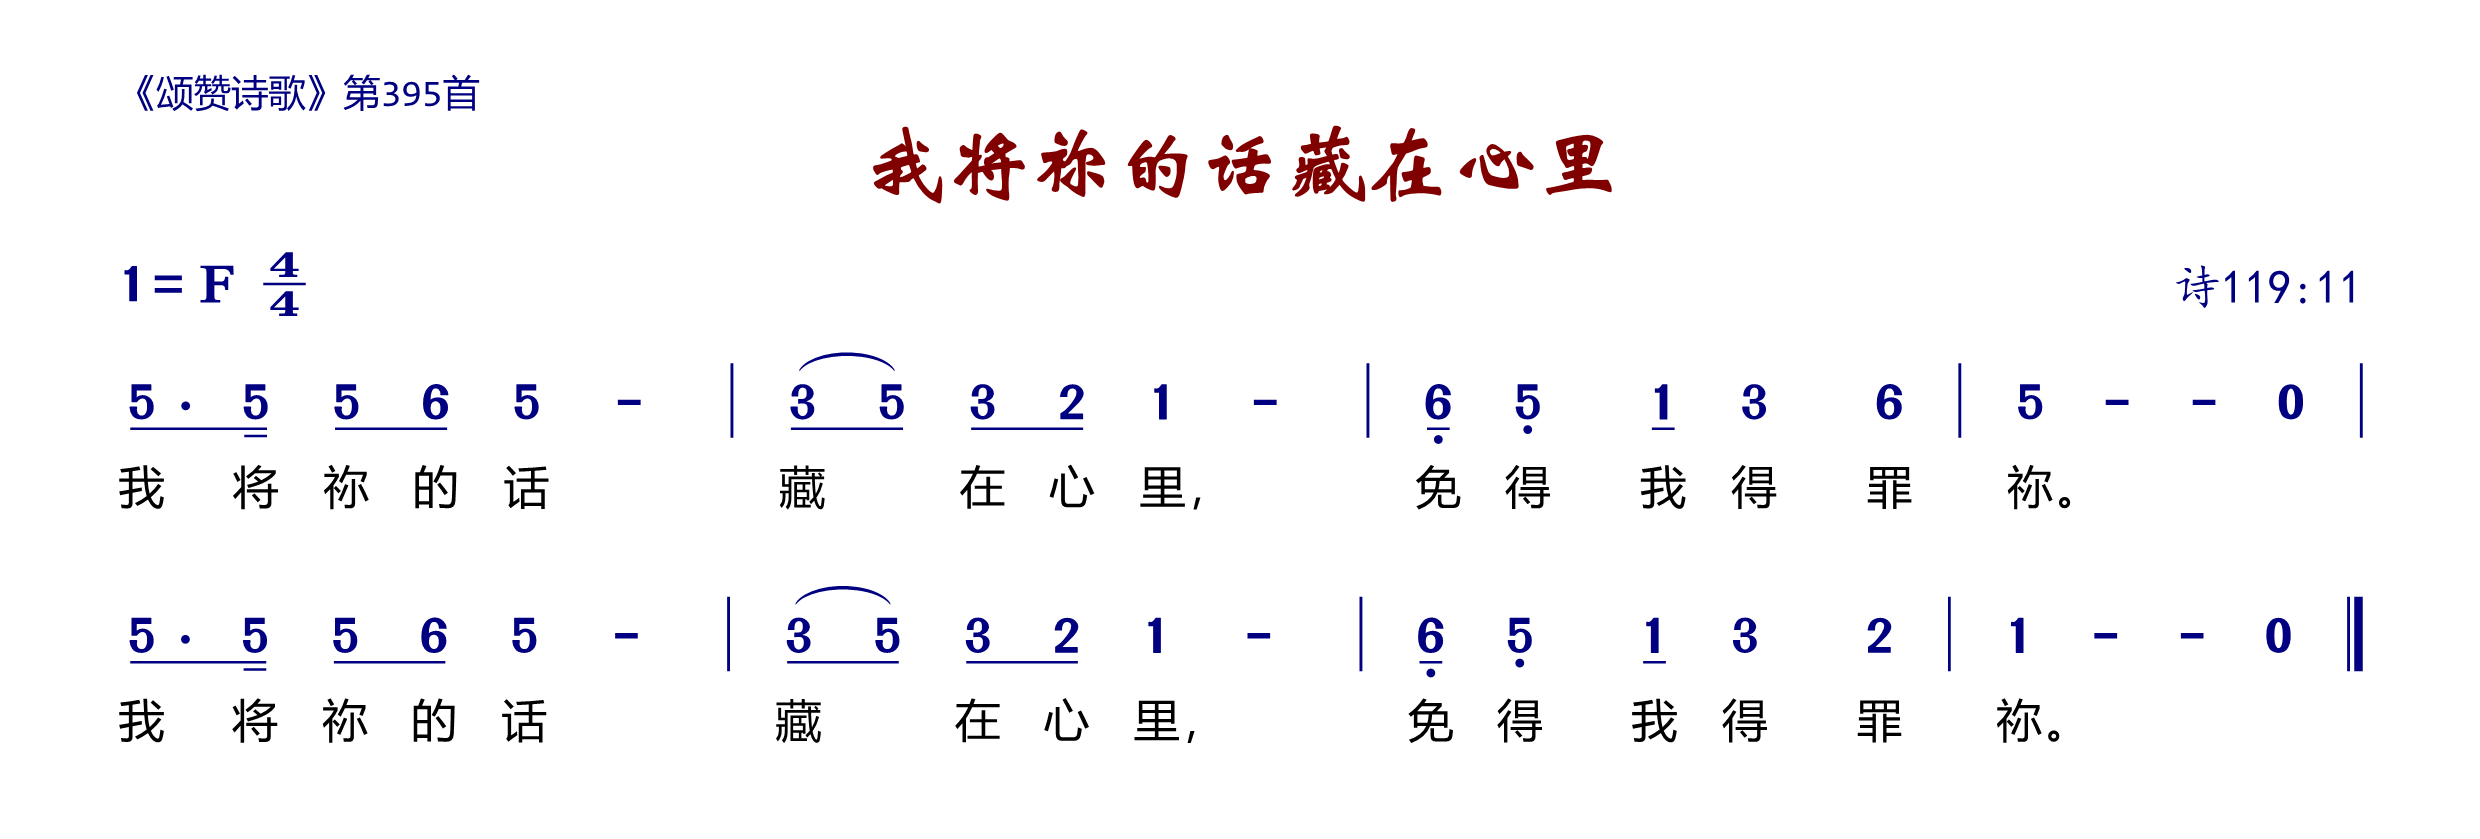 《颂赞诗歌》第395首
我将祢的话藏在心里
1= F 4/4
诗119:11
5 · 5 5 6 5 - | 3 5 3 2 1 - | 6 5 1 3 6 | 5 - - 0 |
我 将 祢 的 话 藏 在 心 里, 免 得 我 得 罪 祢。
5 · 5 5 6 5 - | 3 5 3 2 1 - | 6 5 1 3 2 | 1 - - 0 ‖
我 将 祢 的 话 藏 在 心 里, 免 得 我 得 罪 祢。